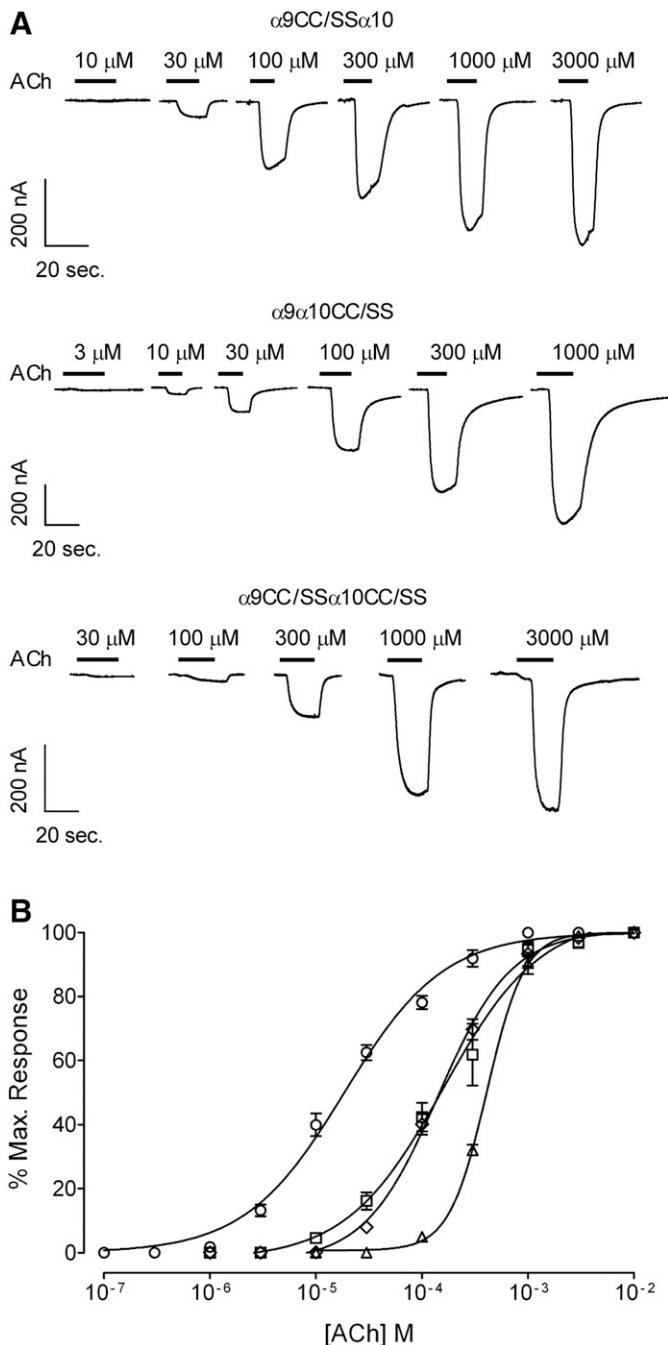 A
α9CC/SSα10
10 µM 30 µM 100 µM 300 µM 1000 µM 3000 µM
ACh
200 nA
20 sec.
α9α10CC/SS
3 µM 10 µM 30 µM 100 µM 300 µM 1000 µM
ACh
200 nA
20 sec.
α9CC/SSα10CC/SS
30 µM 100 µM 300 µM 1000 µM 3000 µM
ACh
200 nA
20 sec.
B
% Max. Response
100
80
60
40
20
0
10⁻⁷ 10⁻⁶ 10⁻⁵ 10⁻⁴ 10⁻³ 10⁻²
[ACh] M